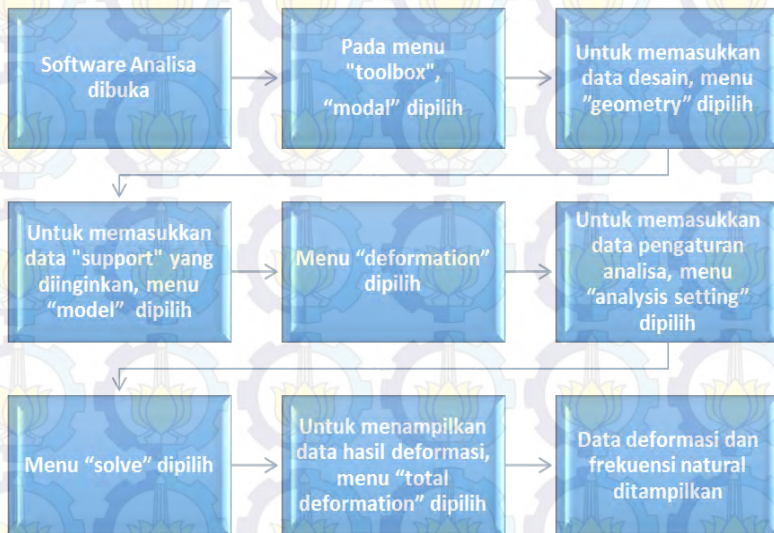 Software Analisa
dibuka
Pada menu
"toolbox",
“modal” dipilih
Untuk memasukkan
data desain, menu
”geometry” dipilih
Untuk memasukkan
data "support" yang
diinginkan, menu
“model” dipilih
Menu “deformation”
dipilih
Untuk memasukkan
data pengaturan
analisa, menu
“analysis setting”
dipilih
Menu “solve” dipilih
Untuk menampilkan
data hasil deformasi,
menu “total
deformation” dipilih
Data deformasi dan
frekuensi natural
ditampilkan